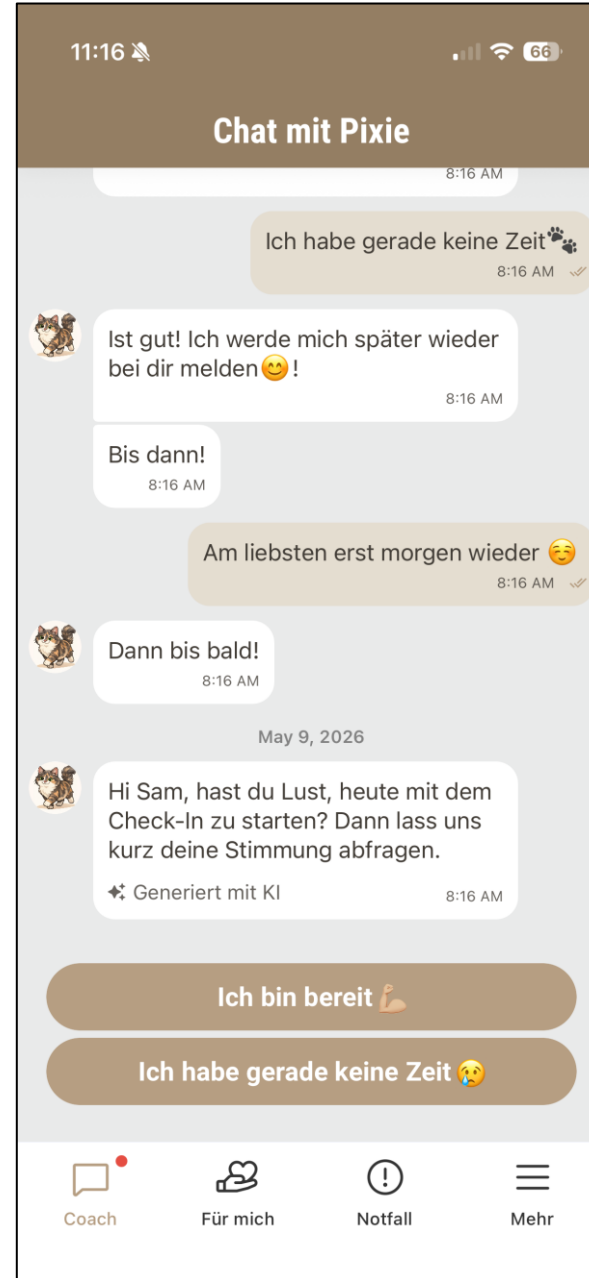 11:16
66
Chat mit Pixie
8:16 AM
Ich habe gerade keine Zeit🐾
8:16 AM
Ist gut! Ich werde mich später wieder
bei dir melden😊!
8:16 AM
Bis dann!
8:16 AM
Am liebsten erst morgen wieder ☺️
8:16 AM
Dann bis bald!
8:16 AM
May 9, 2026
Hi Sam, hast du Lust, heute mit dem
Check-In zu starten? Dann lass uns
kurz deine Stimmung abfragen.
Generiert mit KI
8:16 AM
Ich bin bereit💪🏼
Ich habe gerade keine Zeit😢
Coach
Für mich
Notfall
Mehr